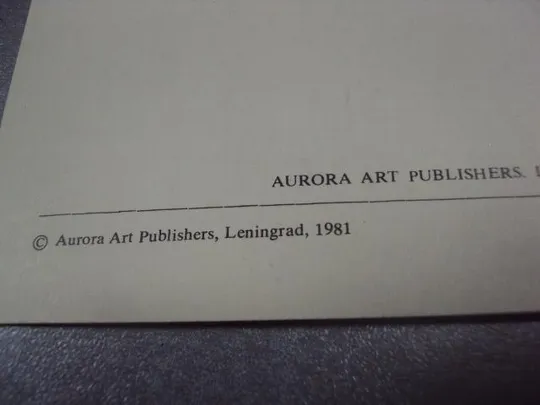 AURORA ART PUBLISHERS.
© Aurora Art Publishers, Leningrad, 1981